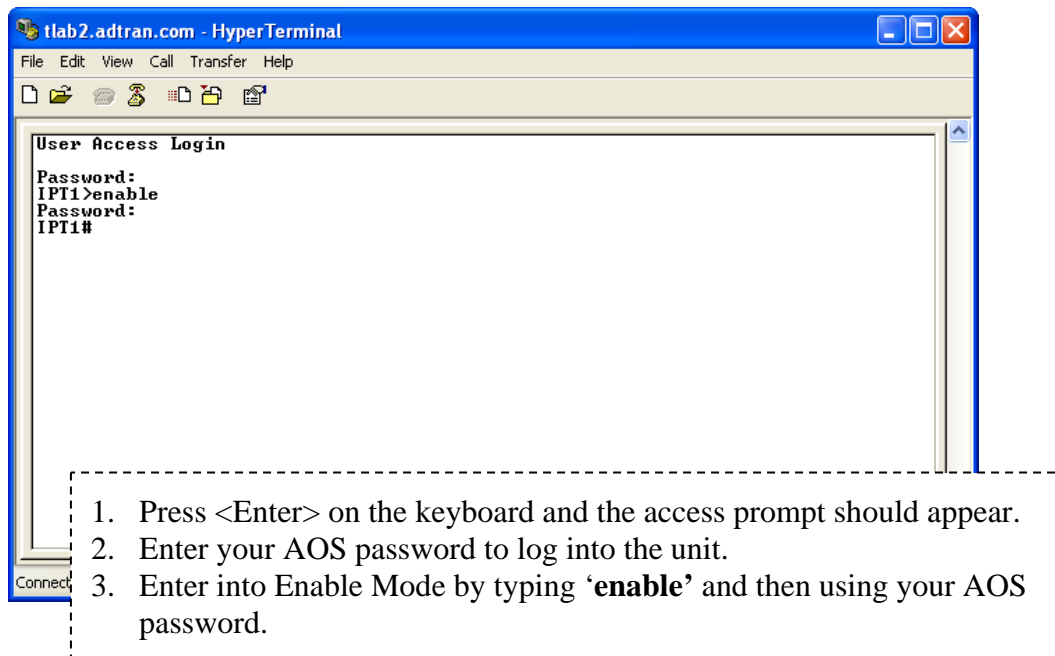 tlab2.adtran.com - HyperTerminal
File Edit View Call Transfer Help
User Access Login
Password:
IPT1>enable
Password:
IPT1#
1. Press <Enter> on the keyboard and the access prompt should appear.
2. Enter your AOS password to log into the unit.
3. Enter into Enable Mode by typing ‘enable’ and then using your AOS
password.
Connect